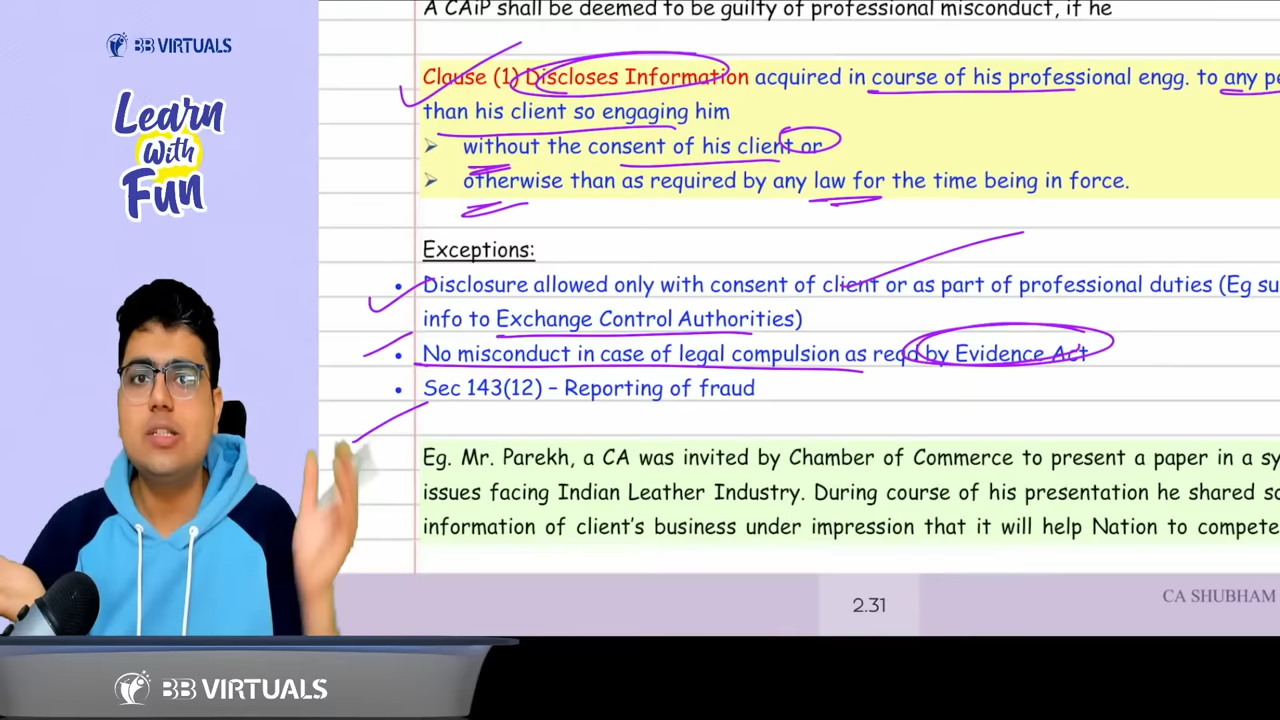 BB VIRTUALS
Learn
With
Fun
A CAiP shall be deemed to be guilty of professional misconduct, if he
Clause (1) Discloses Information acquired in course of his professional engg. to any pe
than his client so engaging him
➢ without the consent of his client or
➢ otherwise than as required by any law for the time being in force.
Exceptions:
• Disclosure allowed only with consent of client or as part of professional duties (Eg su
info to Exchange Control Authorities)
• No misconduct in case of legal compulsion as req by Evidence Act
• Sec 143(12) – Reporting of fraud
Eg. Mr. Parekh, a CA was invited by Chamber of Commerce to present a paper in a sy
issues facing Indian Leather Industry. During course of his presentation he shared so
information of client's business under impression that it will help Nation to compete
2.31
CA SHUBHAM
BB VIRTUALS